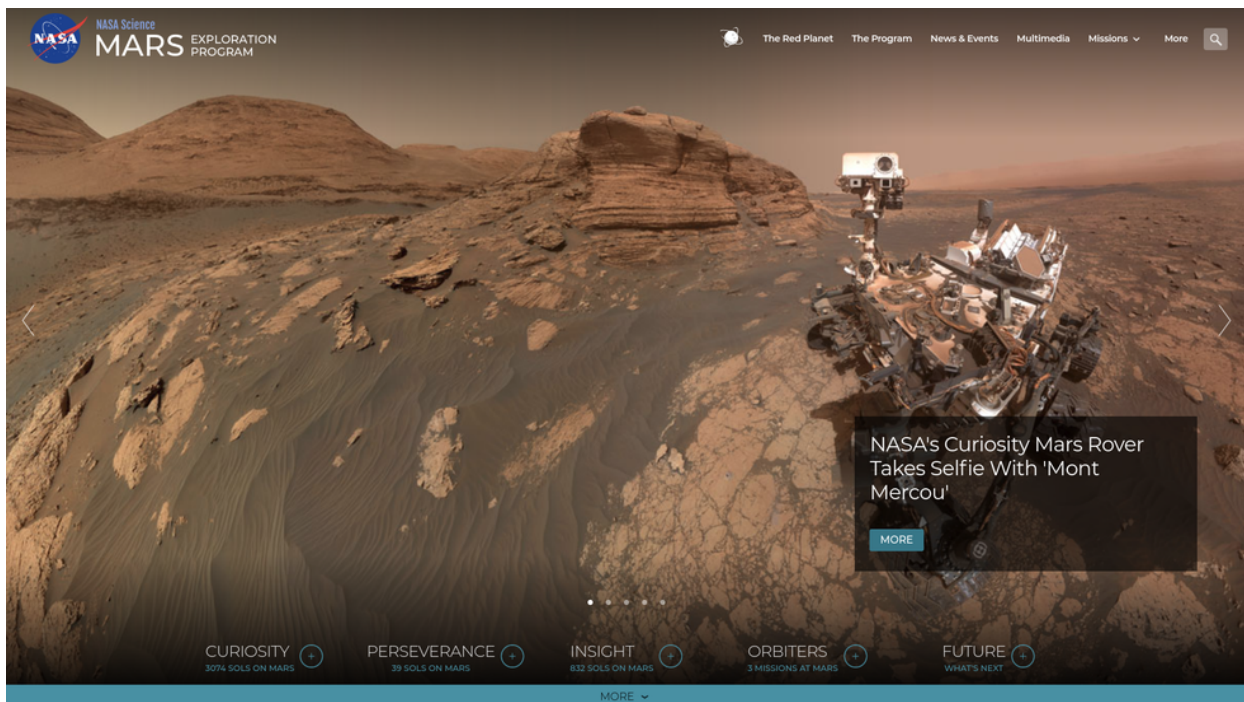 NASA
NASA Science
MARS EXPLORATION
PROGRAM
The Red Planet The Program News & Events Multimedia Missions More
NASA's Curiosity Mars Rover
Takes Selfie With 'Mont
Mercou'
MORE
CURIOSITY PERSEVERANCE INSIGHT ORBITERS FUTURE
3074 SOLS ON MARS 39 SOLS ON MARS 832 SOLS ON MARS 3 MISSIONS AT MARS WHAT'S NEXT
MORE